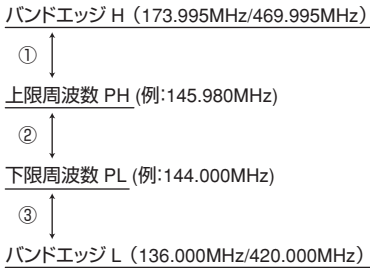 バンドエッジ H（173.995MHz/469.995MHz）
①
上限周波数 PH (例:145.980MHz)
②
下限周波数 PL (例:144.000MHz)
③
バンドエッジ L（136.000MHz/420.000MHz）